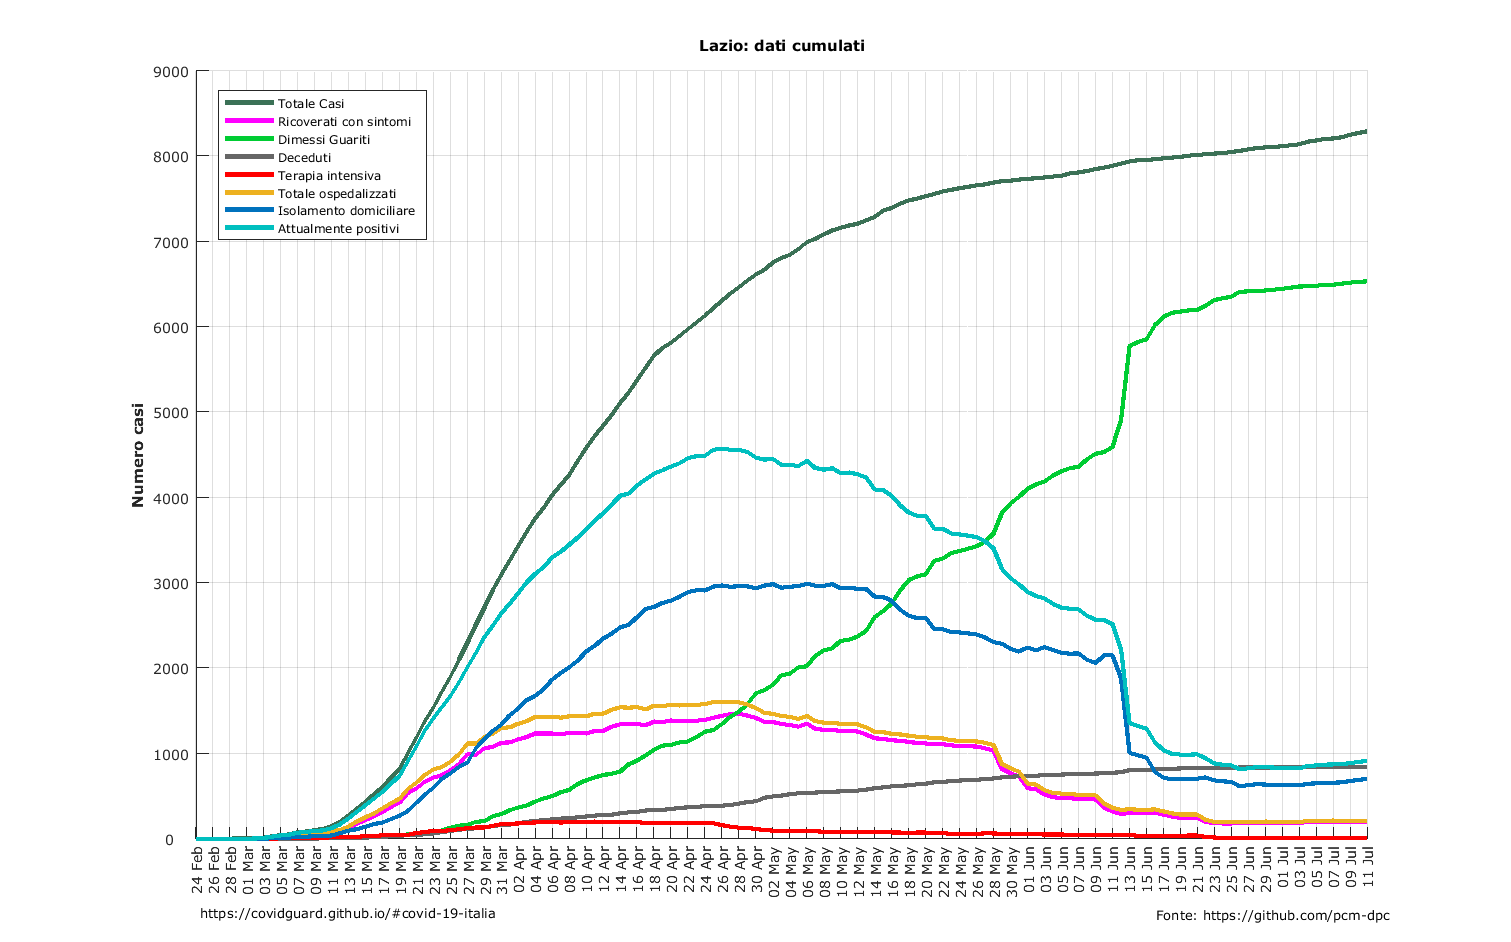 Lazio: dati cumulati
9000
8000
7000
6000
5000
4000
3000
2000
1000
0
Numero casi
Totale Casi
Ricoverati con sintomi
Dimessi Guariti
Deceduti
Terapia intensiva
Totale ospedalizzati
Isolamento domiciliare
Attualmente positivi
24 Feb
26 Feb
28 Feb
01 Mar
03 Mar
05 Mar
07 Mar
09 Mar
11 Mar
13 Mar
15 Mar
17 Mar
19 Mar
21 Mar
23 Mar
25 Mar
27 Mar
29 Mar
31 Mar
02 Apr
04 Apr
06 Apr
08 Apr
10 Apr
12 Apr
14 Apr
16 Apr
18 Apr
20 Apr
22 Apr
24 Apr
26 Apr
28 Apr
30 Apr
02 May
04 May
06 May
08 May
10 May
12 May
14 May
16 May
18 May
20 May
22 May
24 May
26 May
28 May
30 May
01 Jun
03 Jun
05 Jun
07 Jun
09 Jun
11 Jun
13 Jun
15 Jun
17 Jun
19 Jun
21 Jun
23 Jun
25 Jun
27 Jun
29 Jun
01 Jul
03 Jul
05 Jul
07 Jul
09 Jul
11 Jul
https://covidguard.github.io/#covid-19-italia
Fonte: https://github.com/pcm-dpc